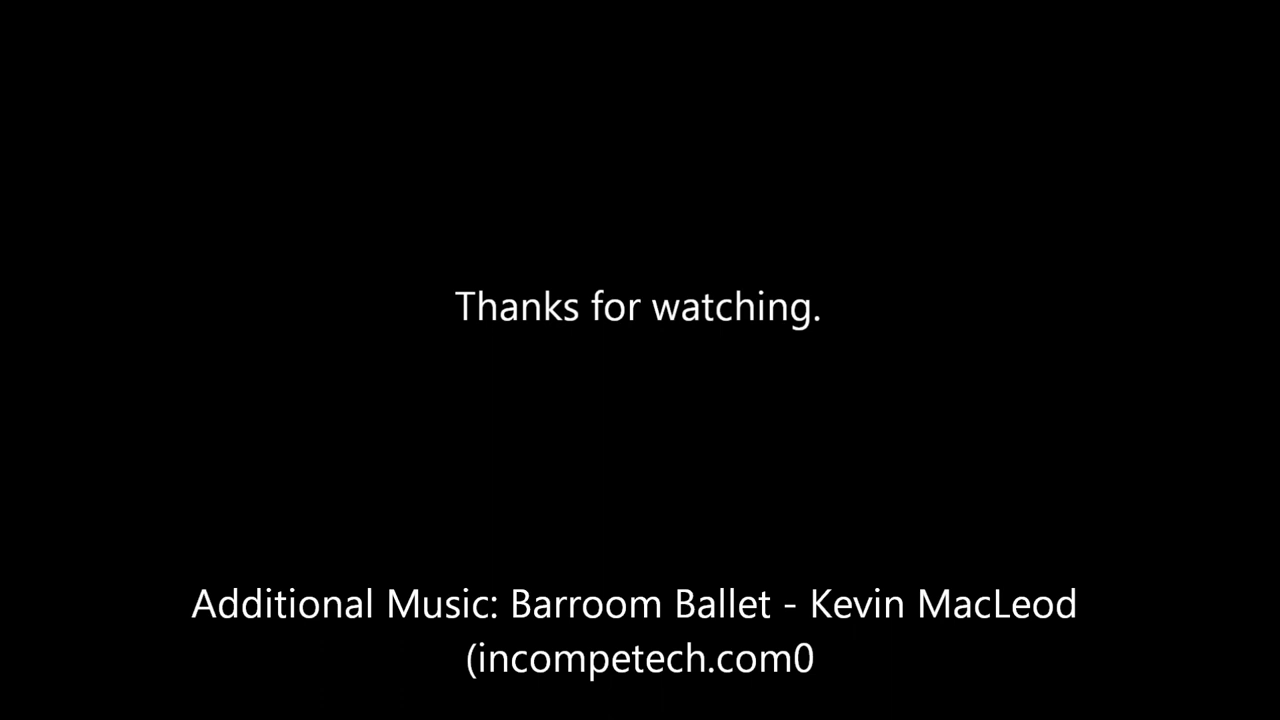 Thanks for watching.
Additional Music: Barroom Ballet - Kevin MacLeod
(incompetech.com0